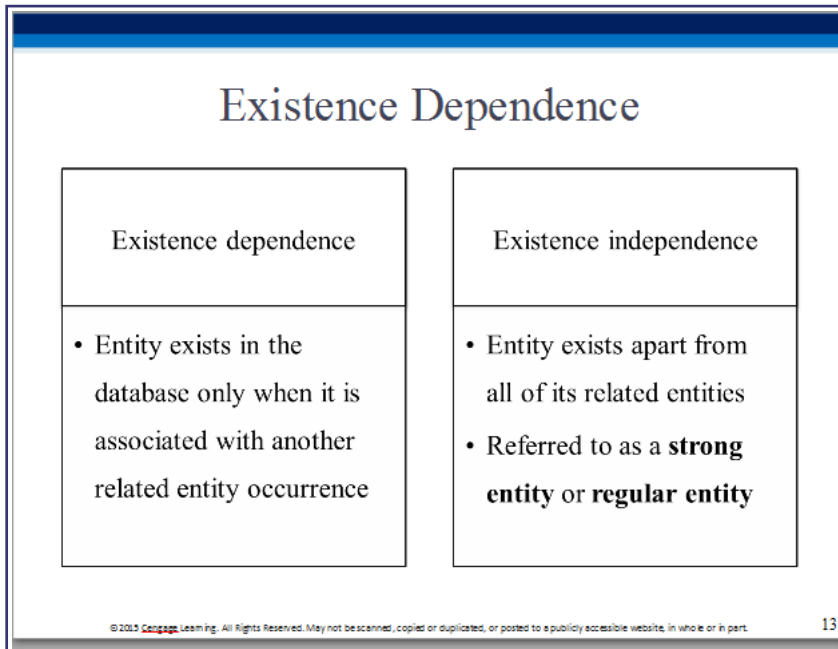 Existence Dependence
Existence dependence
• Entity exists in the
database only when it is
associated with another
related entity occurrence
Existence independence
• Entity exists apart from
all of its related entities
• Referred to as a strong
entity or regular entity
©2015 Cengage Learning. All Rights Reserved. May not be scanned, copied or duplicated, or posted to a publicly accessible website, in whole or in part.
13